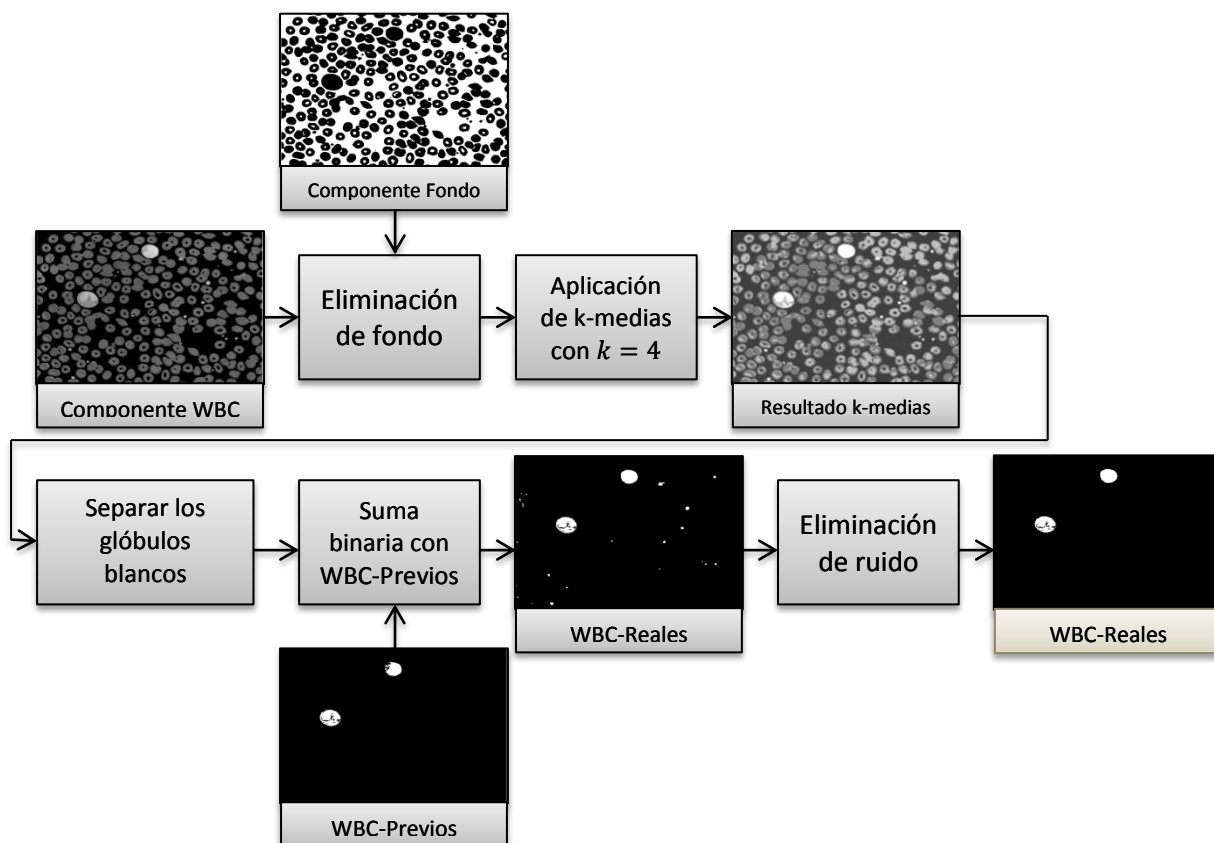 Componente Fondo
Eliminación
de fondo
Aplicación
de k-medias
con k = 4
Componente WBC
Resultado k-medias
Separar los
glóbulos
blancos
Suma
binaria con
WBC-Previos
WBC-Reales
Eliminación
de ruido
WBC-Reales
WBC-Previos